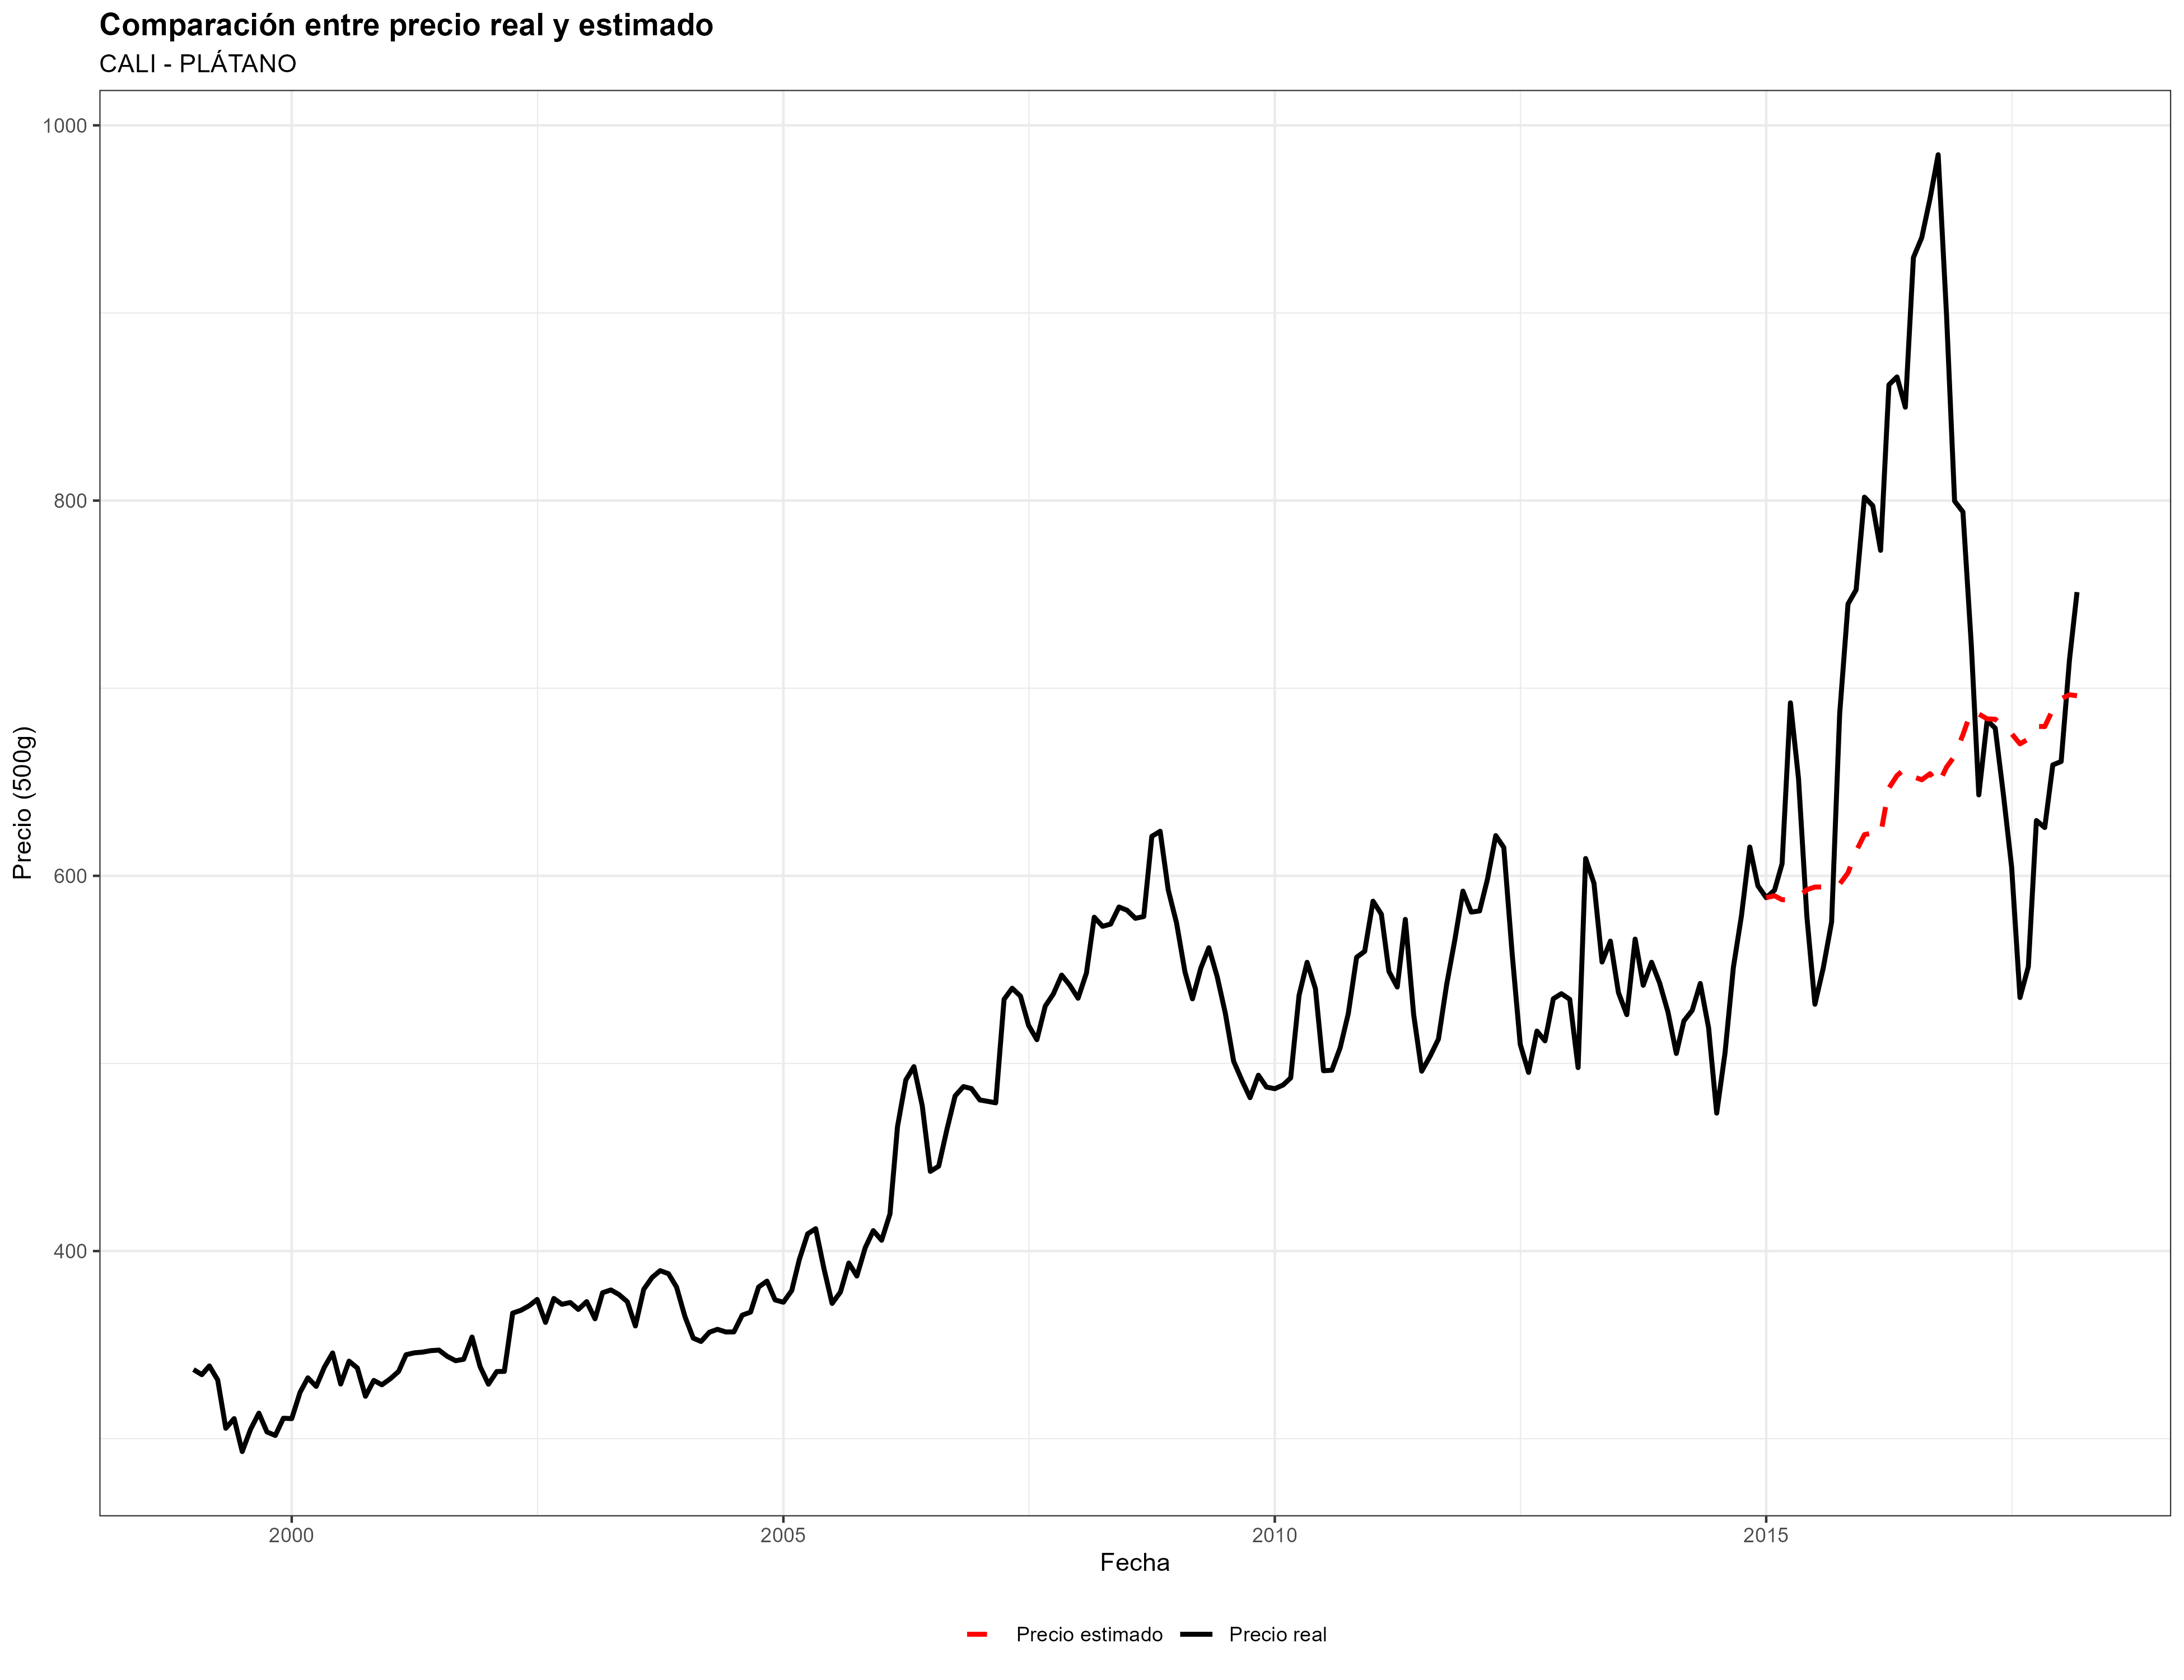 Comparación entre precio real y estimado
CALI - PLÁTANO
1000
800
600
400
Precio (500g)
2000 2005 2010 2015
Fecha
Precio estimado Precio real